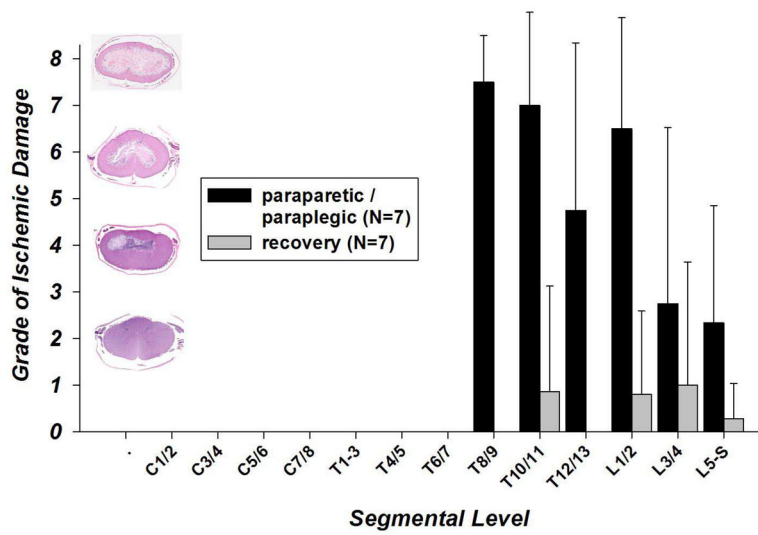 Grade of Ischemic Damage
8
7
6
5
4
3
2
1
0
paraparetic /
paraplegic (N=7)
recovery (N=7)
. C1/2 C3/4 C5/6 C7/8 T1-3 T4/5 T6/7 T8/9 T10/11 T12/13 L1/2 L3/4 L5-S
Segmental Level